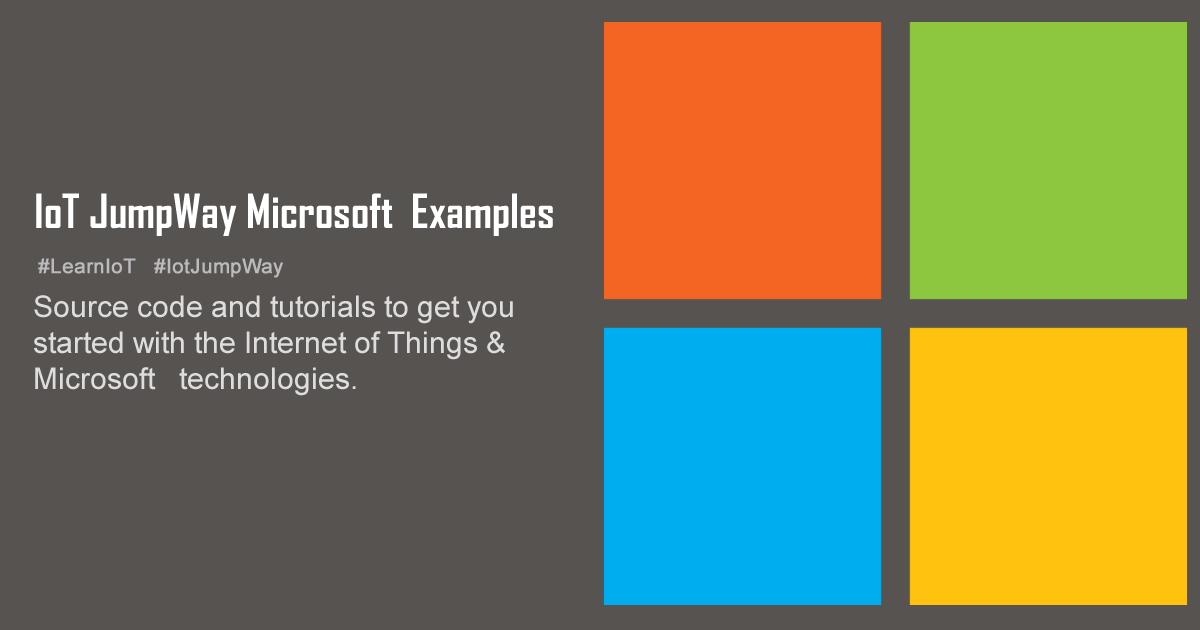 IoT JumpWay Microsoft Examples
#LearnIoT #IotJumpWay
Source code and tutorials to get you
started with the Internet of Things &
Microsoft technologies.